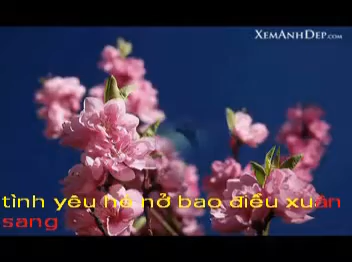 XEMANHDEP.COM
tình yêu hé nở bao điều xuân
sang